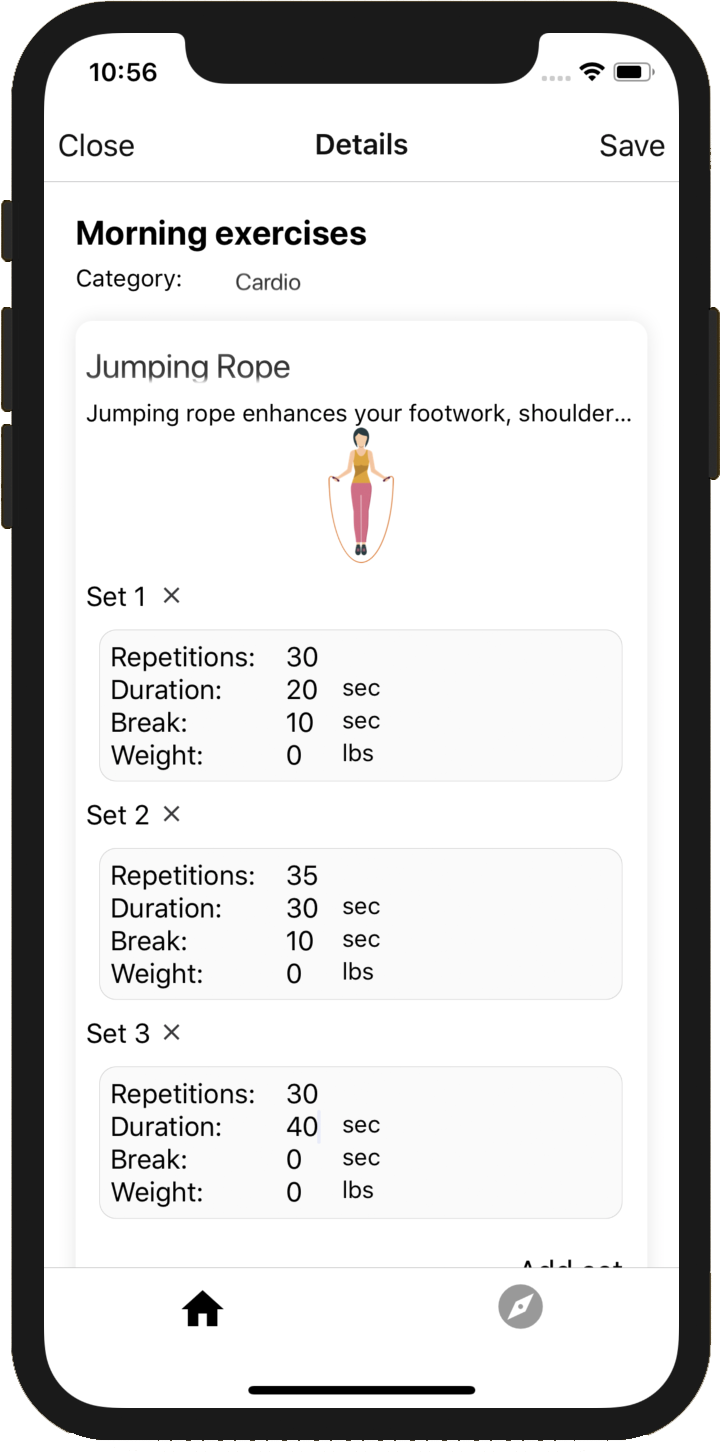 10:56
Close Details Save
Morning exercises
Category: Cardio
Jumping Rope
Jumping rope enhances your footwork, shoulder...
Set 1 ×
Repetitions: 30
Duration: 20 sec
Break: 10 sec
Weight: 0 lbs
Set 2 ×
Repetitions: 35
Duration: 30 sec
Break: 10 sec
Weight: 0 lbs
Set 3 ×
Repetitions: 30
Duration: 40 sec
Break: 0 sec
Weight: 0 lbs
Add set